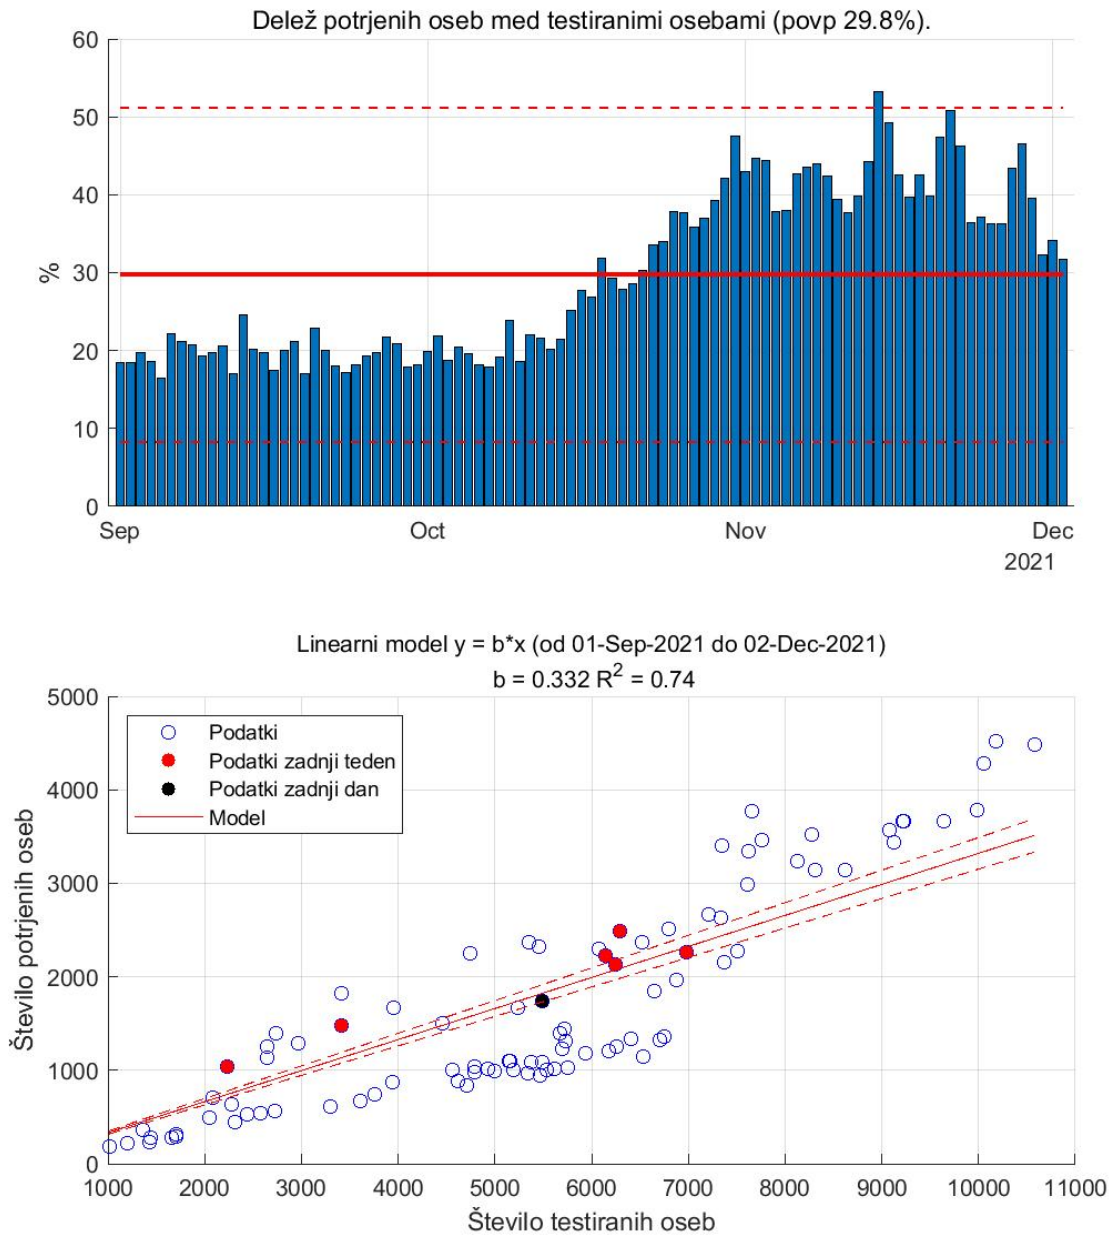 Delež potrjenih oseb med testiranimi osebami (povp 29.8%).
60
50
40
30
20
10
0
%
Sep Oct Nov Dec
2021
Linearni model y = b*x (od 01-Sep-2021 do 02-Dec-2021)
b = 0.332 R² = 0.74
5000
4000
3000
2000
1000
0
Število potrjenih oseb
Podatki
Podatki zadnji teden
Podatki zadnji dan
Model
1000 2000 3000 4000 5000 6000 7000 8000 9000 10000 11000
Število testiranih oseb